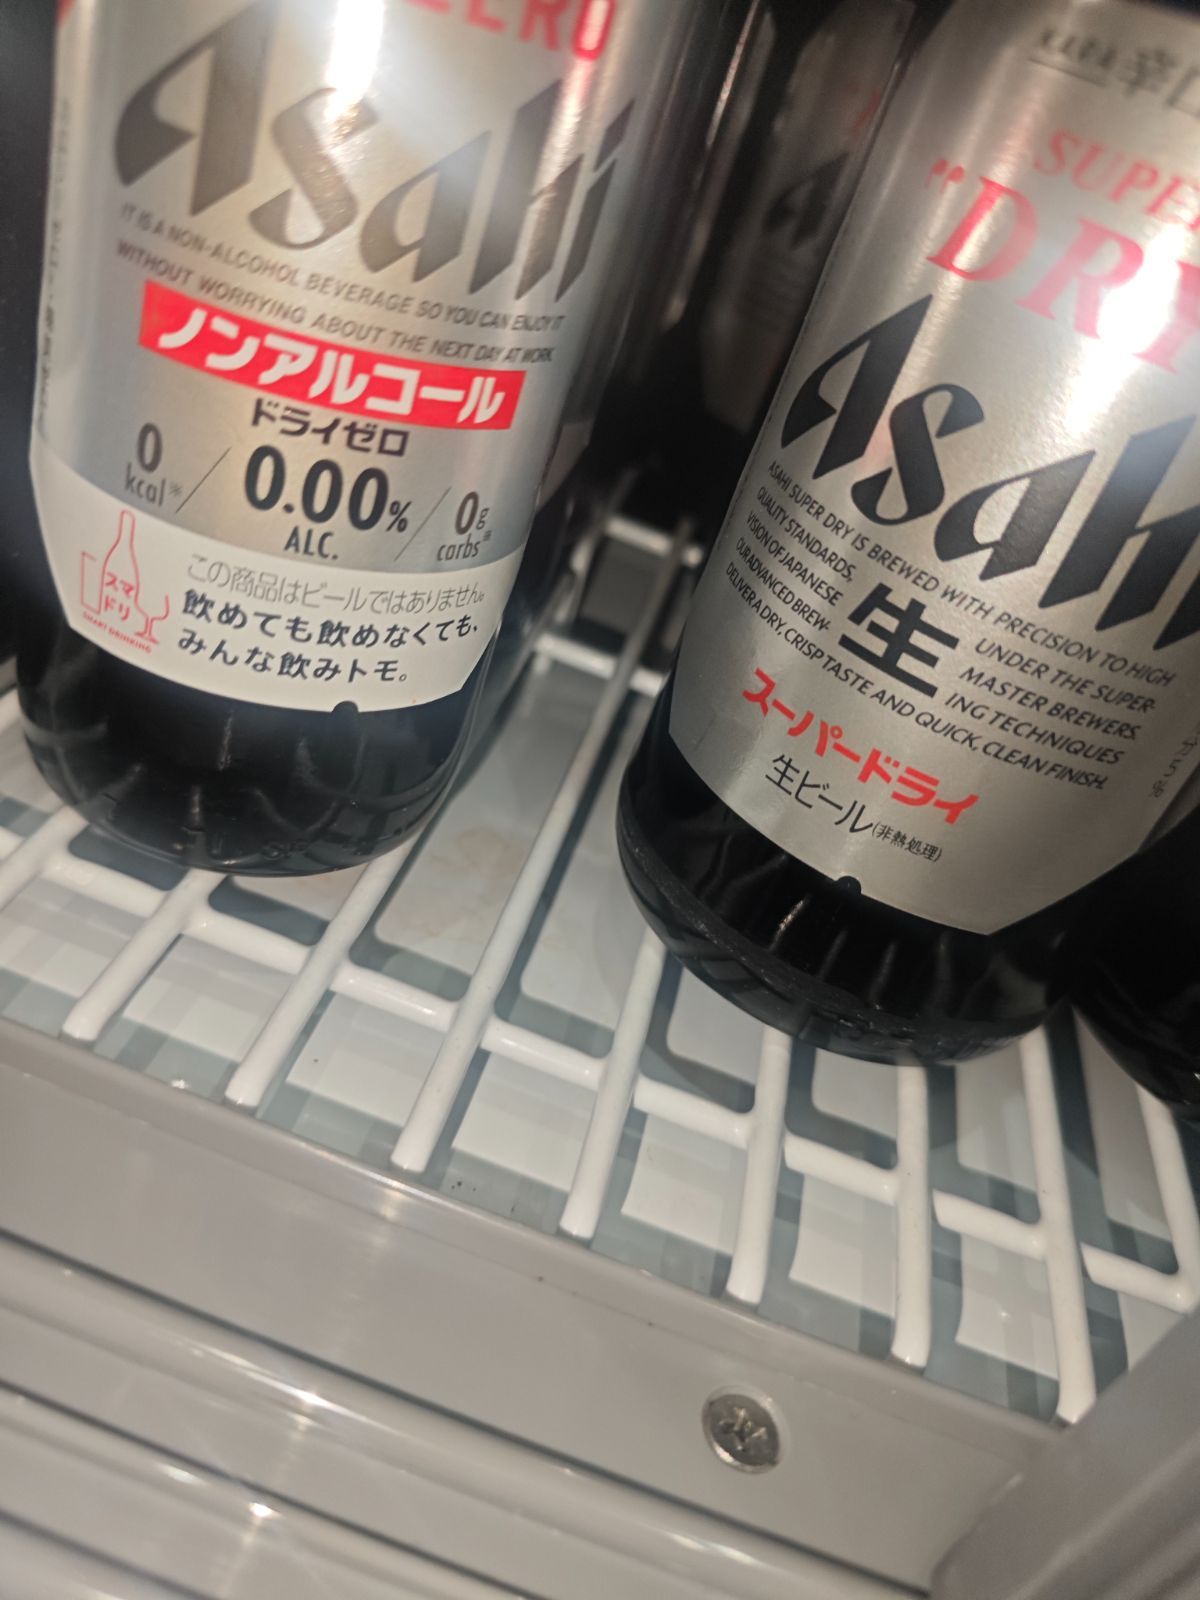 ZERO
Asahi
IT IS A NON-ALCOHOL BEVERAGE SO YOU CAN ENJOY IT
WITHOUT WORRYING ABOUT THE NEXT DAY AT WORK.
ノンアルコール
ドライゼロ
0 kcal※ / 0.00% ALC. / 0g carbs※
スマドリ
SMART DRINKING
この商品はビールではありません。
飲めても飲めなくても、
みんな飲みトモ。
KARA 辛口
SUPER
"DRY
Asahi
ASAHI SUPER DRY IS BREWED WITH PRECISION TO HIGH
QUALITY STANDARDS, UNDER THE SUPER-
VISION OF JAPANESE MASTER BREWERS.
OUR ADVANCED BREW- ING TECHNIQUES
DELIVER A DRY, CRISP TASTE AND QUICK, CLEAN FINISH.
生
スーパードライ
生ビール(非熱処理)